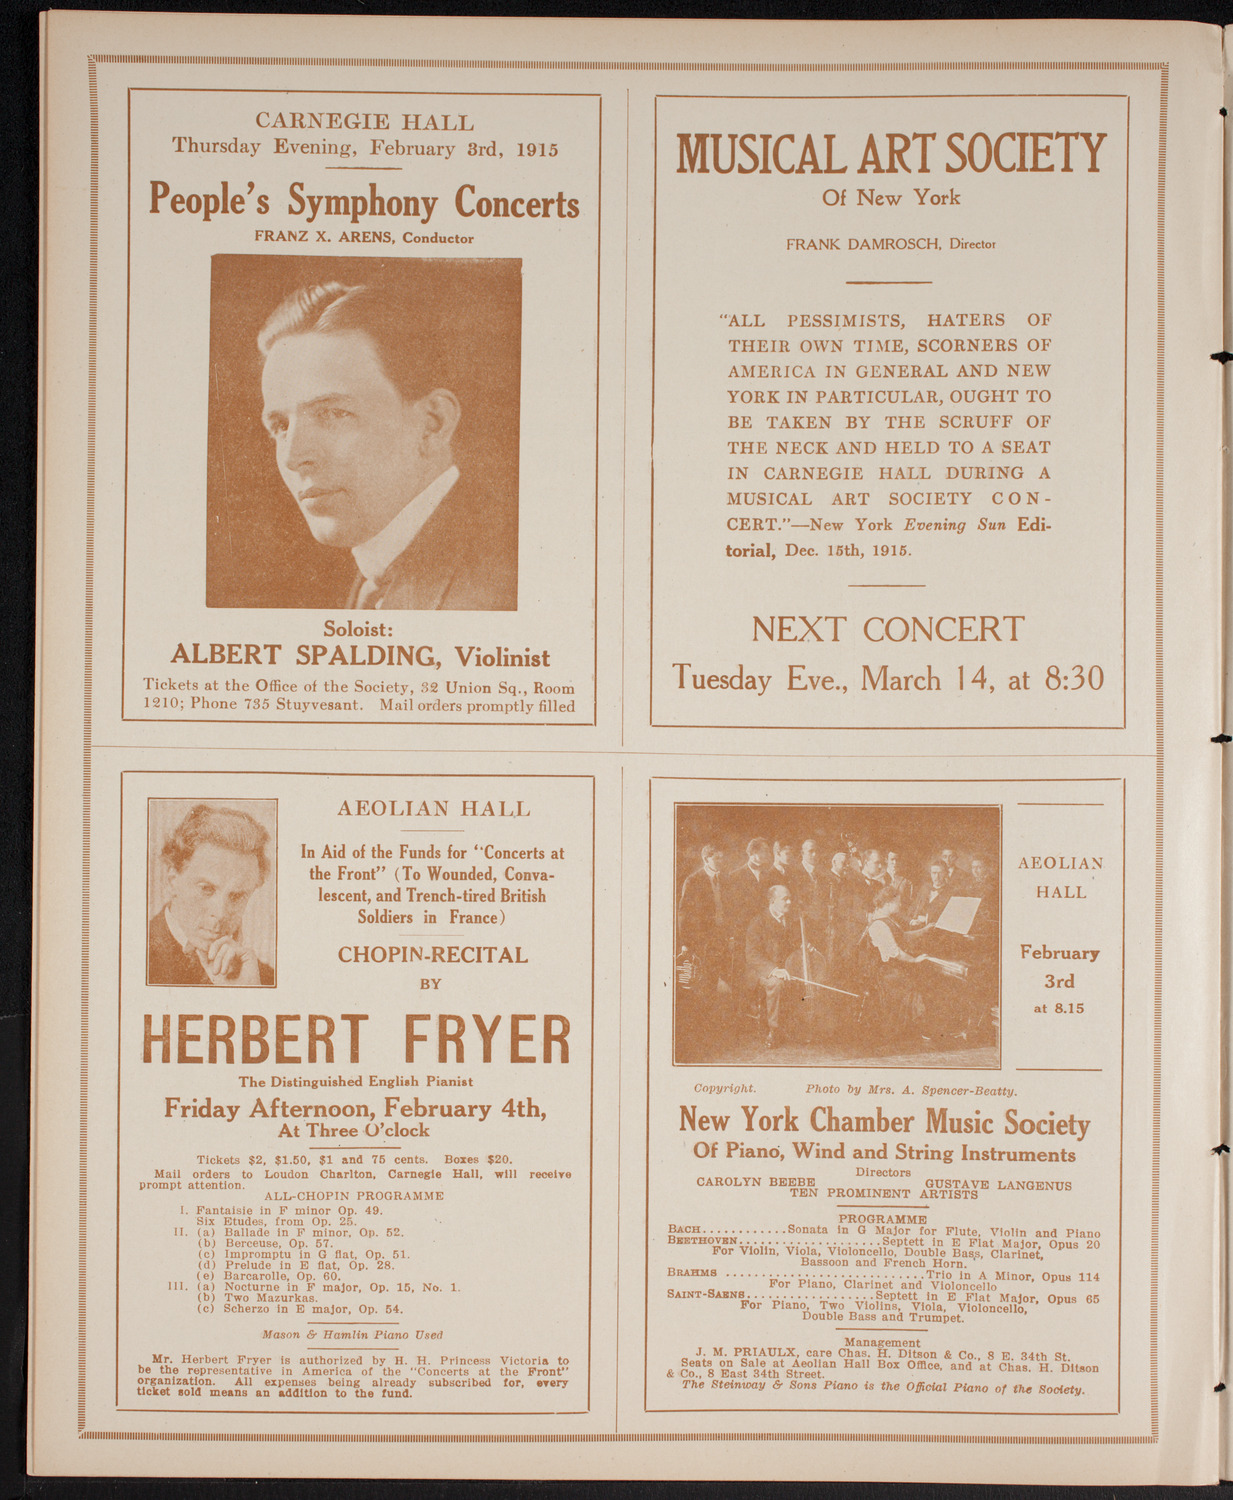 CARNEGIE HALL
Thursday Evening, February 3rd, 1915
People's Symphony Concerts
FRANZ X. ARENS, Conductor
Soloist:
ALBERT SPALDING, Violinist
Tickets at the Office of the Society, 32 Union Sq., Room
1210; Phone 735 Stuyvesant. Mail orders promptly filled
MUSICAL ART SOCIETY
Of New York
FRANK DAMROSCH, Director
"ALL PESSIMISTS, HATERS OF
THEIR OWN TIME, SCORNERS OF
AMERICA IN GENERAL AND NEW
YORK IN PARTICULAR, OUGHT TO
BE TAKEN BY THE SCRUFF OF
THE NECK AND HELD TO A SEAT
IN CARNEGIE HALL DURING A
MUSICAL ART SOCIETY CON-
CERT."—New York Evening Sun Edi-
torial, Dec. 15th, 1915.
NEXT CONCERT
Tuesday Eve., March 14, at 8:30
AEOLIAN HALL
In Aid of the Funds for "Concerts at
the Front" (To Wounded, Conva-
lescent, and Trench-tired British
Soldiers in France)
CHOPIN-RECITAL
BY
HERBERT FRYER
The Distinguished English Pianist
Friday Afternoon, February 4th,
At Three O'clock
Tickets $2, $1.50, $1 and 75 cents. Boxes $20.
Mail orders to Loudon Charlton, Carnegie Hall, will receive
prompt attention.
ALL-CHOPIN PROGRAMME
I. Fantaisie in F minor Op. 49.
Six Etudes, from Op. 25.
II. (a) Ballade in F minor, Op. 52.
(b) Berceuse, Op. 57.
(c) Impromptu in G flat, Op. 51.
(d) Prelude in E flat, Op. 28.
(e) Barcarolle, Op. 60.
III. (a) Nocturne in F major, Op. 15, No. 1.
(b) Two Mazurkas.
(c) Scherzo in E major, Op. 54.
Mason & Hamlin Piano Used
Mr. Herbert Fryer is authorized by H. H. Princess Victoria to
be the representative in America of the "Concerts at the Front"
organization. All expenses being already subscribed for, every
ticket sold means an addition to the fund.
AEOLIAN
HALL
February
3rd
at 8.15
Copyright. Photo by Mrs. A. Spencer-Beatty.
New York Chamber Music Society
Of Piano, Wind and String Instruments
Directors
CAROLYN BEEBE GUSTAVE LANGENUS
TEN PROMINENT ARTISTS
PROGRAMME
BACH............Sonata in G Major for Flute, Violin and Piano
BEETHOVEN....................Septett in E Flat Major, Opus 20
For Violin, Viola, Violoncello, Double Bass, Clarinet,
Bassoon and French Horn.
BRAHMS ............................Trio in A Minor, Opus 114
For Piano, Clarinet and Violoncello
SAINT-SAENS..................Septett in E Flat Major, Opus 65
For Piano, Two Violins, Viola, Violoncello,
Double Bass and Trumpet.
Management
J. M. PRIAULX, care Chas. H. Ditson & Co., 8 E. 34th St.
Seats on Sale at Aeolian Hall Box Office, and at Chas. H. Ditson
& Co., 8 East 34th Street.
The Steinway & Sons Piano is the Official Piano of the Society.